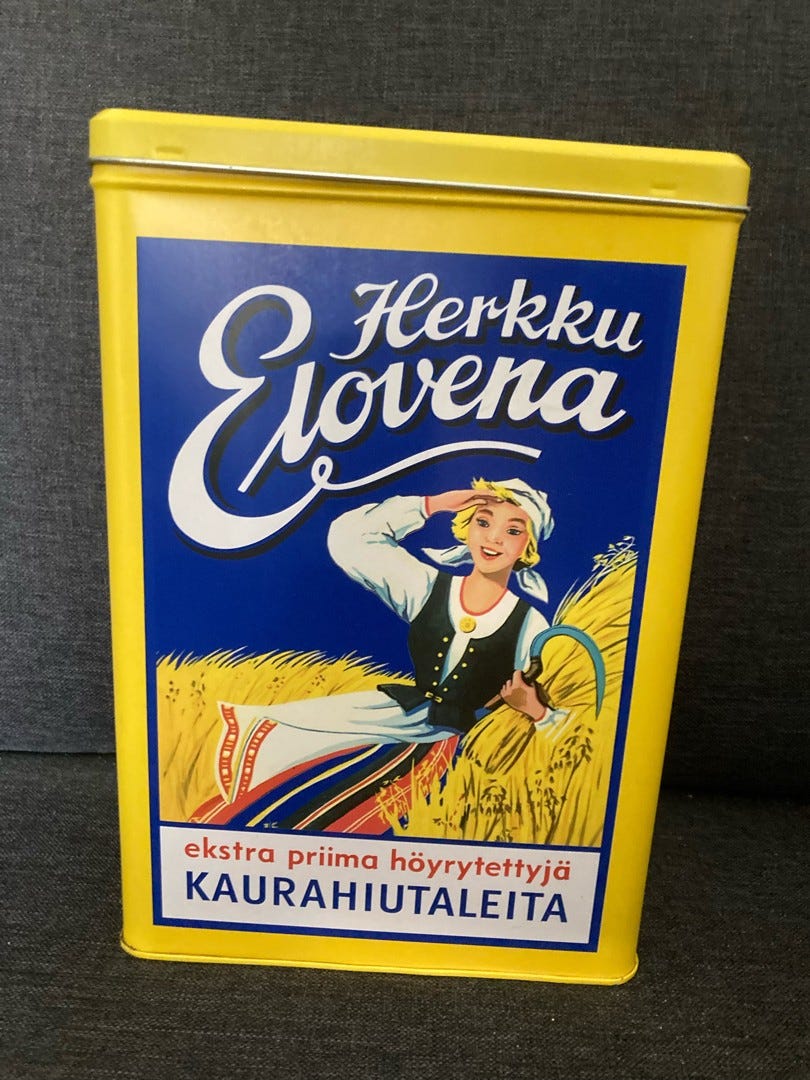 Herkku
Elovena
ekstra priima höyrytettyjä
KAURAHIUTALEITA